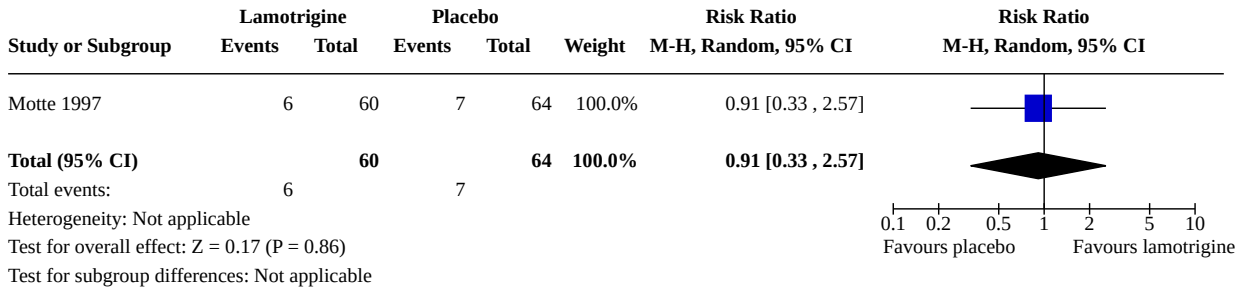 Lamotrigine Placebo Risk Ratio Risk Ratio
Study or Subgroup Events Total Events Total Weight M-H, Random, 95% CI M-H, Random, 95% CI
Motte 1997 6 60 7 64 100.0% 0.91 [0.33 , 2.57]
Total (95% CI) 60 64 100.0% 0.91 [0.33 , 2.57]
Total events: 6 7
Heterogeneity: Not applicable
0.1 0.2 0.5 1 2 5 10
Test for overall effect: Z = 0.17 (P = 0.86) Favours placebo Favours lamotrigine
Test for subgroup differences: Not applicable